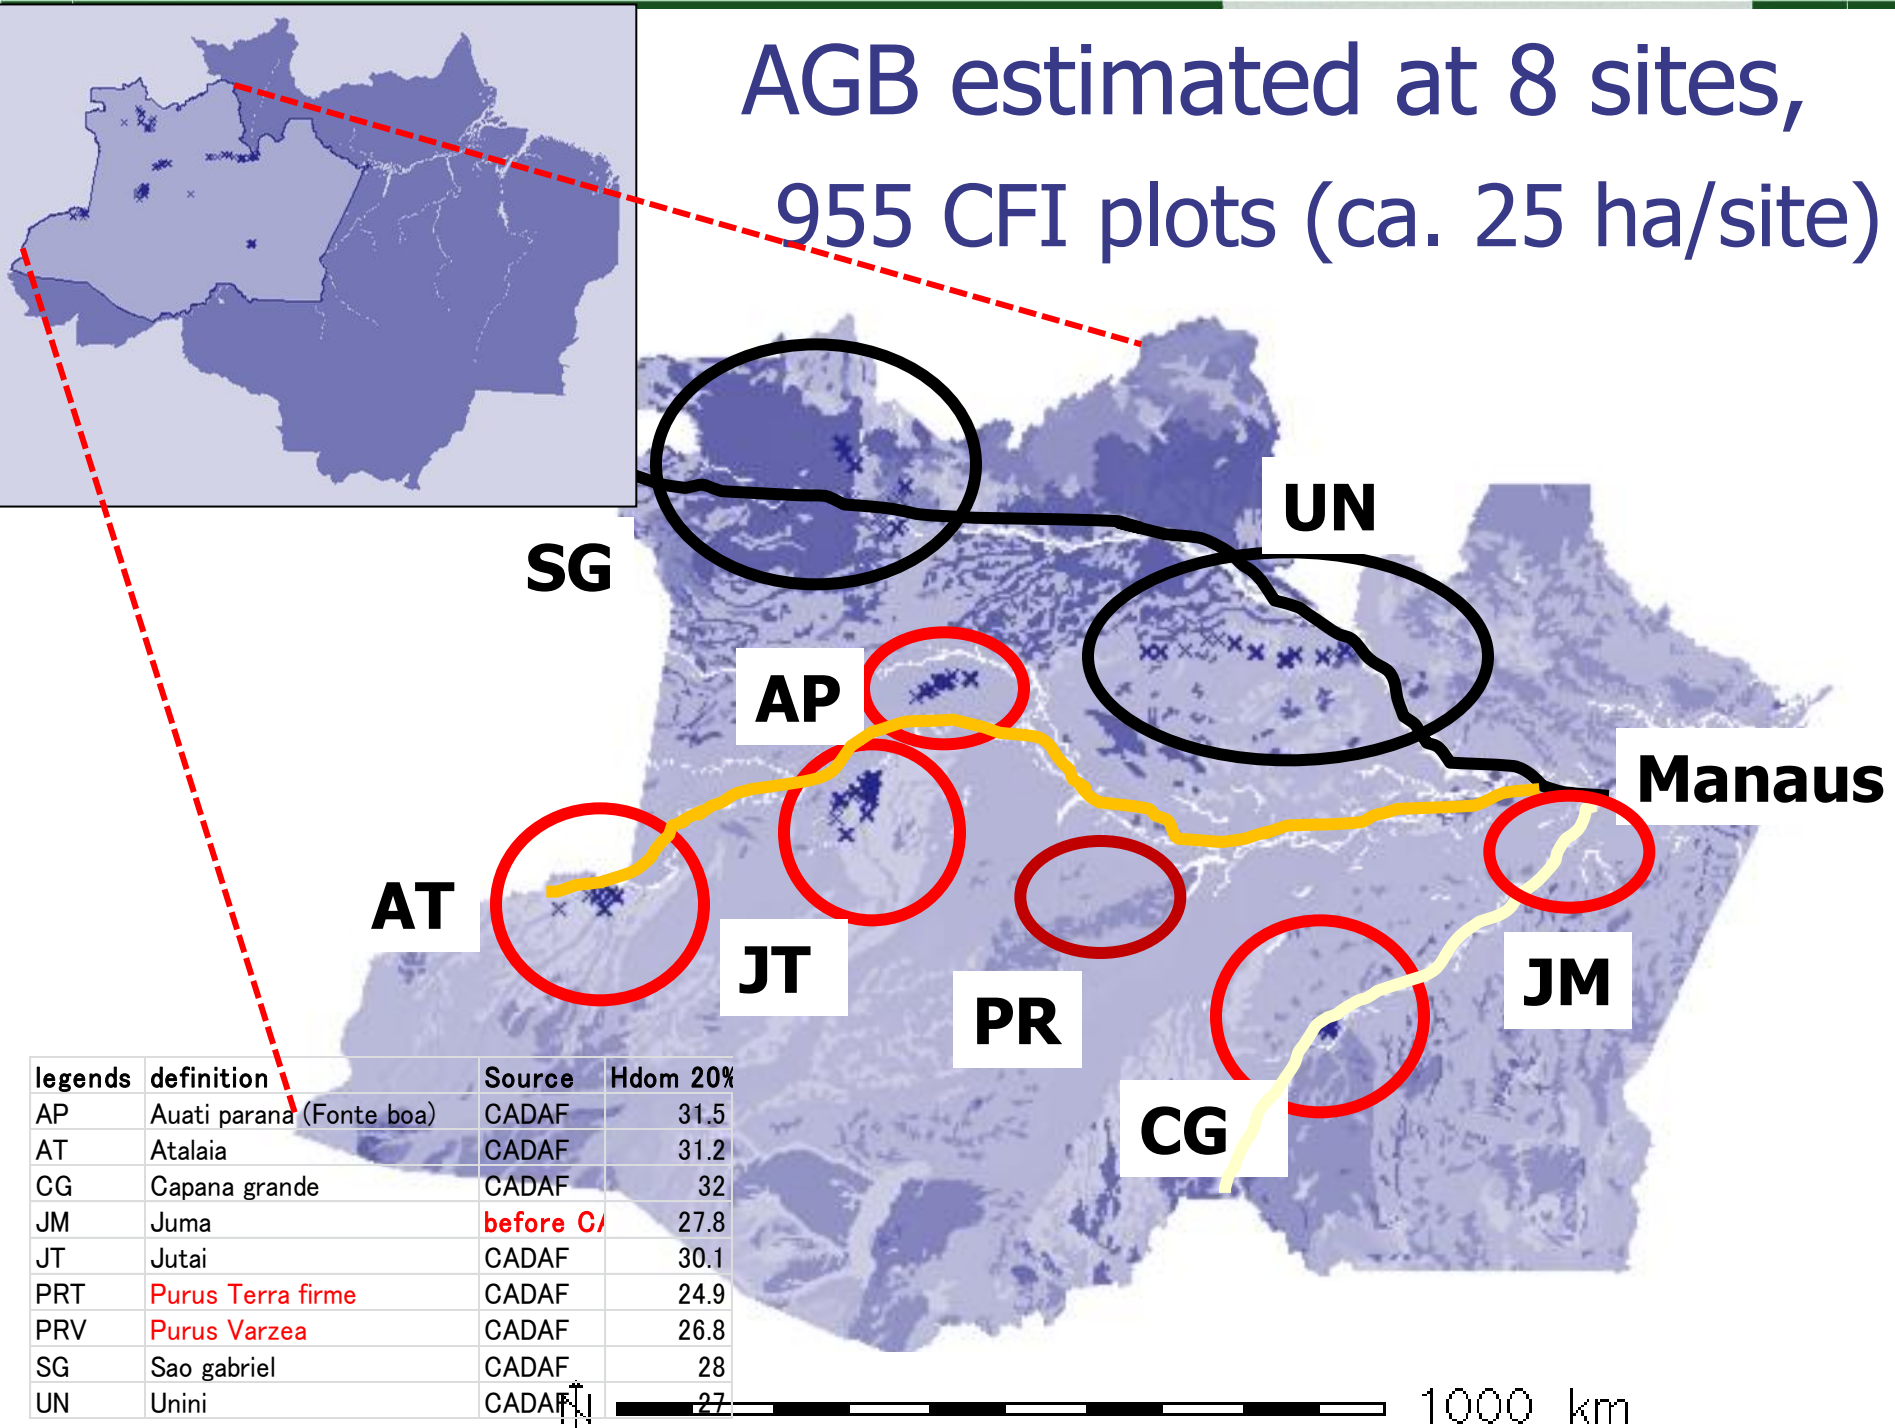 AGB estimated at 8 sites,
955 CFI plots (ca. 25 ha/site)
UN
SG
AP
Manaus
AT
JT
JM
PR
CG
legends definition Source Hdom 20%
AP Auati parana (Fonte boa) CADAF 31.5
AT Atalaia CADAF 31.2
CG Capana grande CADAF 32
JM Juma before CA 27.8
JT Jutai CADAF 30.1
PRT Purus Terra firme CADAF 24.9
PRV Purus Varzea CADAF 26.8
SG Sao gabriel CADAF 28
UN Unini CADAF 27
N 1000 km